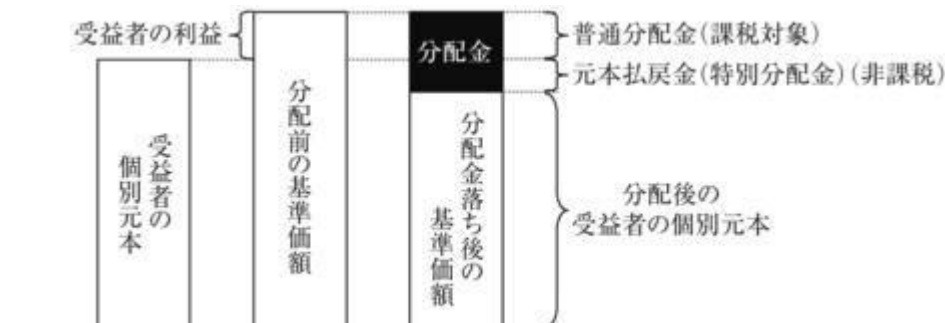 受益者の利益
分配金
普通分配金(課税対象)
元本払戻金(特別分配金)(非課税)
受益者の
個別元本
分配前の基準価額
分配金落ち後の
基準価額
分配後の
受益者の個別元本